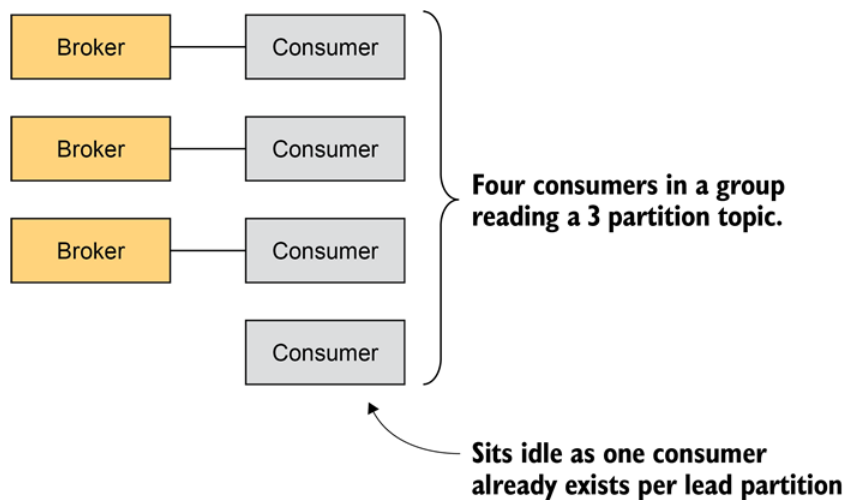 Broker
Consumer
Broker
Consumer
Broker
Consumer
Consumer
Four consumers in a group
reading a 3 partition topic.
Sits idle as one consumer
already exists per lead partition